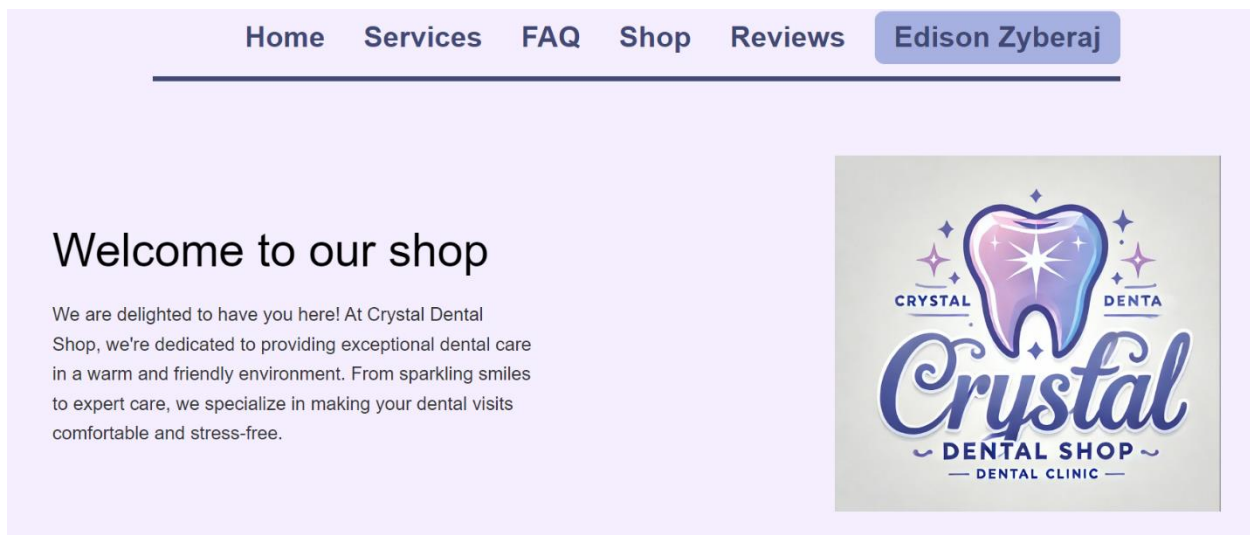 Home Services FAQ Shop Reviews Edison Zyberaj
Welcome to our shop
We are delighted to have you here! At Crystal Dental
Shop, we're dedicated to providing exceptional dental care
in a warm and friendly environment. From sparkling smiles
to expert care, we specialize in making your dental visits
comfortable and stress-free.
CRYSTAL DENTA
Crystal
DENTAL SHOP
DENTAL CLINIC